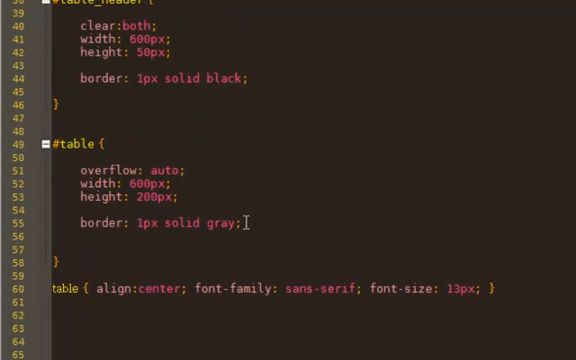 38 #table_header {
39
40 clear:both;
41 width: 600px;
42 height: 50px;
43
44 border: 1px solid black;
45
46 }
47
48
49 #table {
50
51 overflow: auto;
52 width: 600px;
53 height: 200px;
54
55 border: 1px solid gray;
56
57
58 }
59
60 table { align:center; font-family: sans-serif; font-size: 13px; }
61
62
63
64
65